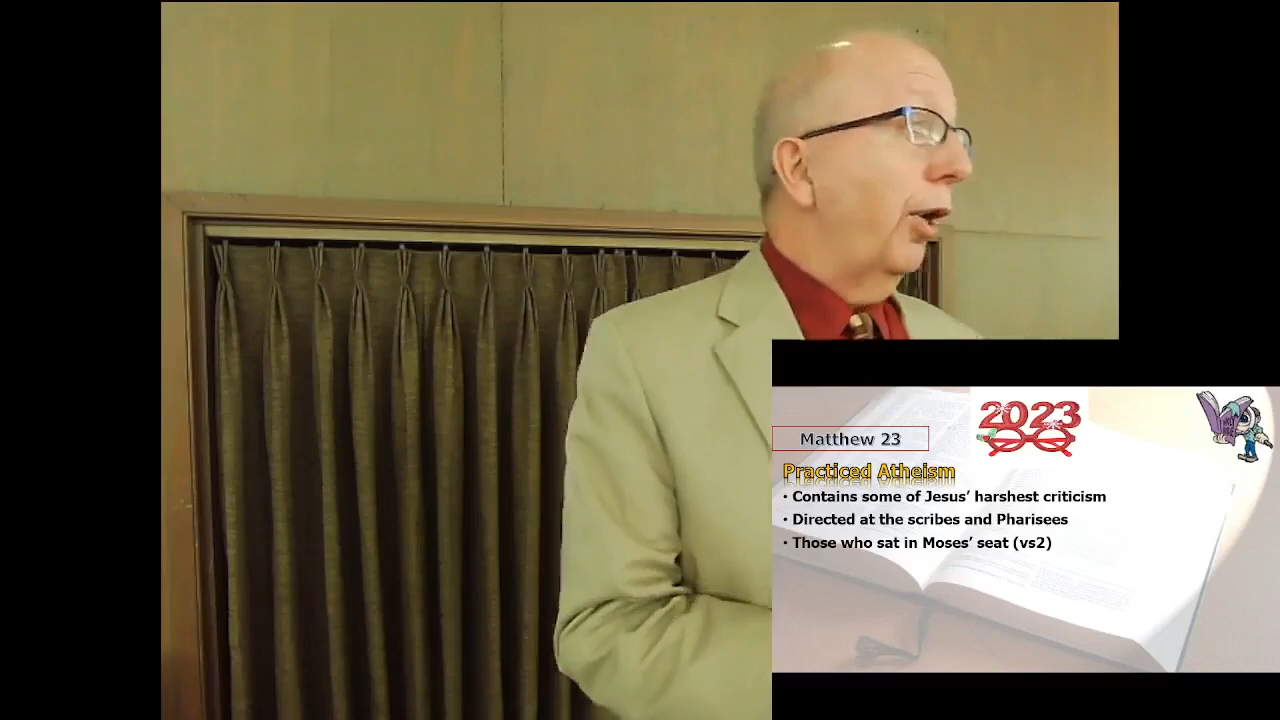 2023
Matthew 23
Practiced Atheism
• Contains some of Jesus’ harshest criticism
• Directed at the scribes and Pharisees
• Those who sat in Moses’ seat (vs2)